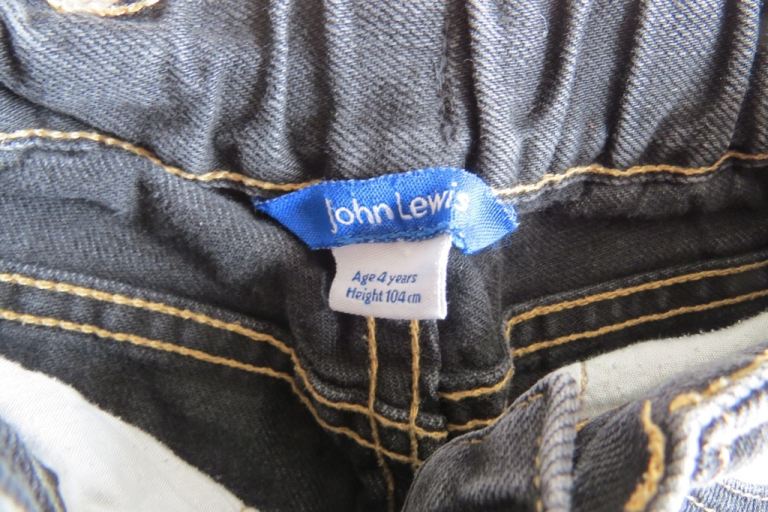 John Lewis
Age 4 years
Height 104 cm